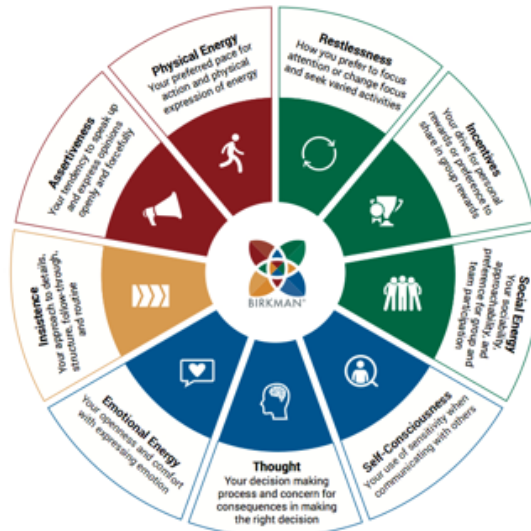 Physical Energy
Your preferred pace for
action and physical
expression of energy
Restlessness
How you prefer to focus
attention or change focus
and seek varied activities
Incentives
Your drive for personal
rewards or preference to
share in group rewards
Social Energy
Your sociability,
approachability, and
preference for group and
team participation
Self-Consciousness
Your use of sensitivity when
communicating with others
Thought
Your decision making
process and concern for
consequences in making
the right decision
Emotional Energy
Your openness and comfort
with expressing emotion
Insistence
Your approach to details,
structure, follow-through,
and routine
Assertiveness
Your tendency to speak up
and express opinions
openly and forcefully
BIRKMAN